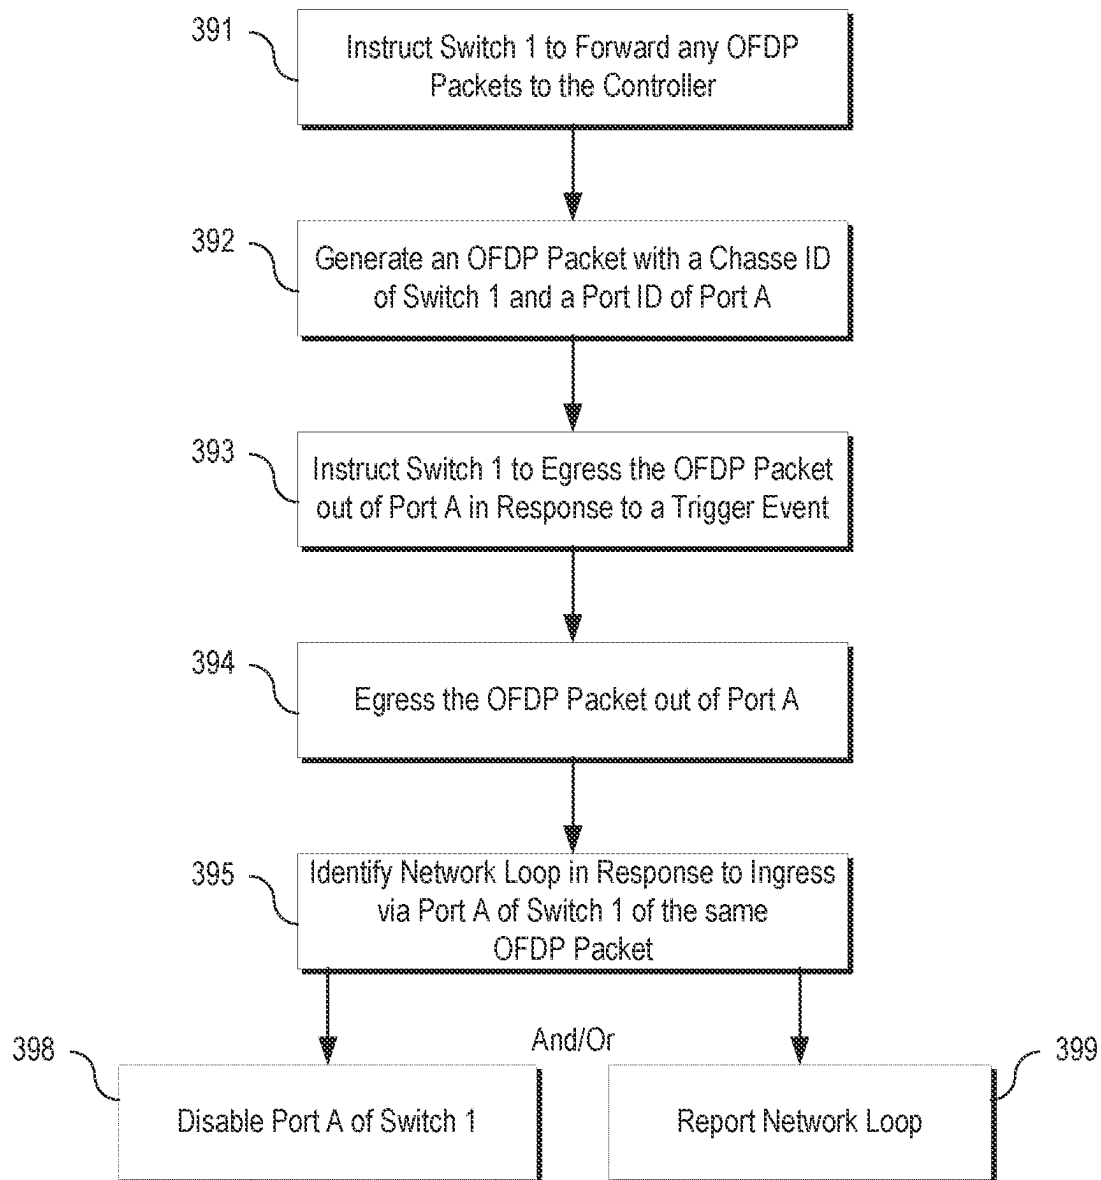 391
Instruct Switch 1 to Forward any OFDP
Packets to the Controller
392
Generate an OFDP Packet with a Chasse ID
of Switch 1 and a Port ID of Port A
393
Instruct Switch 1 to Egress the OFDP Packet
out of Port A in Response to a Trigger Event
394
Egress the OFDP Packet out of Port A
395
Identify Network Loop in Response to Ingress
via Port A of Switch 1 of the same
OFDP Packet
And/Or
398
Disable Port A of Switch 1
399
Report Network Loop